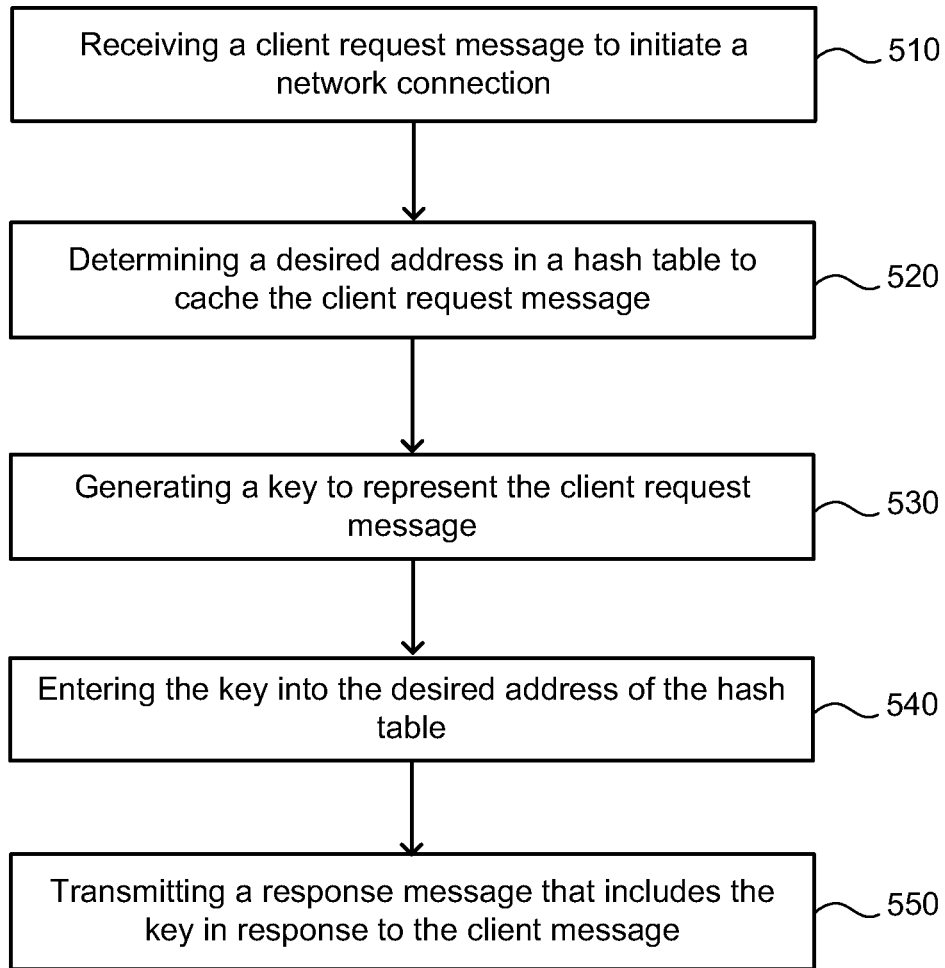 Receiving a client request message to initiate a
network connection
510
Determining a desired address in a hash table to
cache the client request message
520
Generating a key to represent the client request
message
530
Entering the key into the desired address of the hash
table
540
Transmitting a response message that includes the
key in response to the client message
550